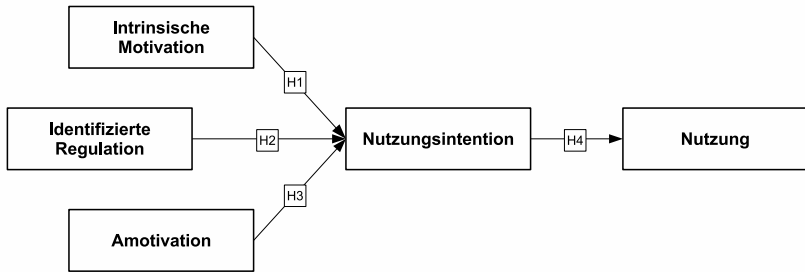 Intrinsische
Motivation
H1
Identifizierte
Regulation
H2
Nutzungsintention
H4
Nutzung
H3
Amotivation